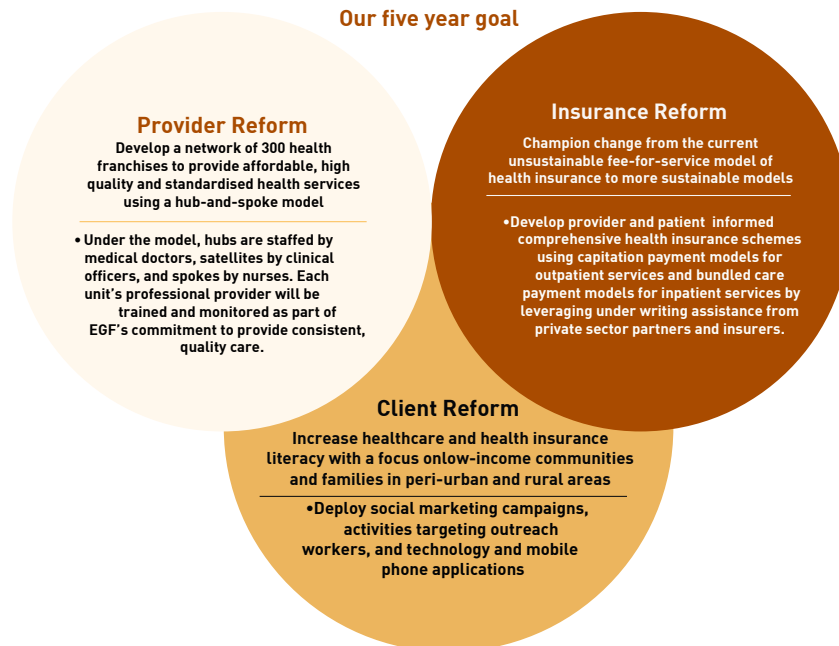 Our five year goal
Provider Reform
Develop a network of 300 health
franchises to provide affordable, high
quality and standardised health services
using a hub-and-spoke model
• Under the model, hubs are staffed by
medical doctors, satellites by clinical
officers, and spokes by nurses. Each
unit's professional provider will be
trained and monitored as part of
EGF's commitment to provide consistent,
quality care.
Insurance Reform
Champion change from the current
unsustainable fee-for-service model of
health insurance to more sustainable models
•Develop provider and patient informed
comprehensive health insurance schemes
using capitation payment models for
outpatient services and bundled care
payment models for inpatient services by
leveraging under writing assistance from
private sector partners and insurers.
Client Reform
Increase healthcare and health insurance
literacy with a focus onlow-income communities
and families in peri-urban and rural areas
•Deploy social marketing campaigns,
activities targeting outreach
workers, and technology and mobile
phone applications